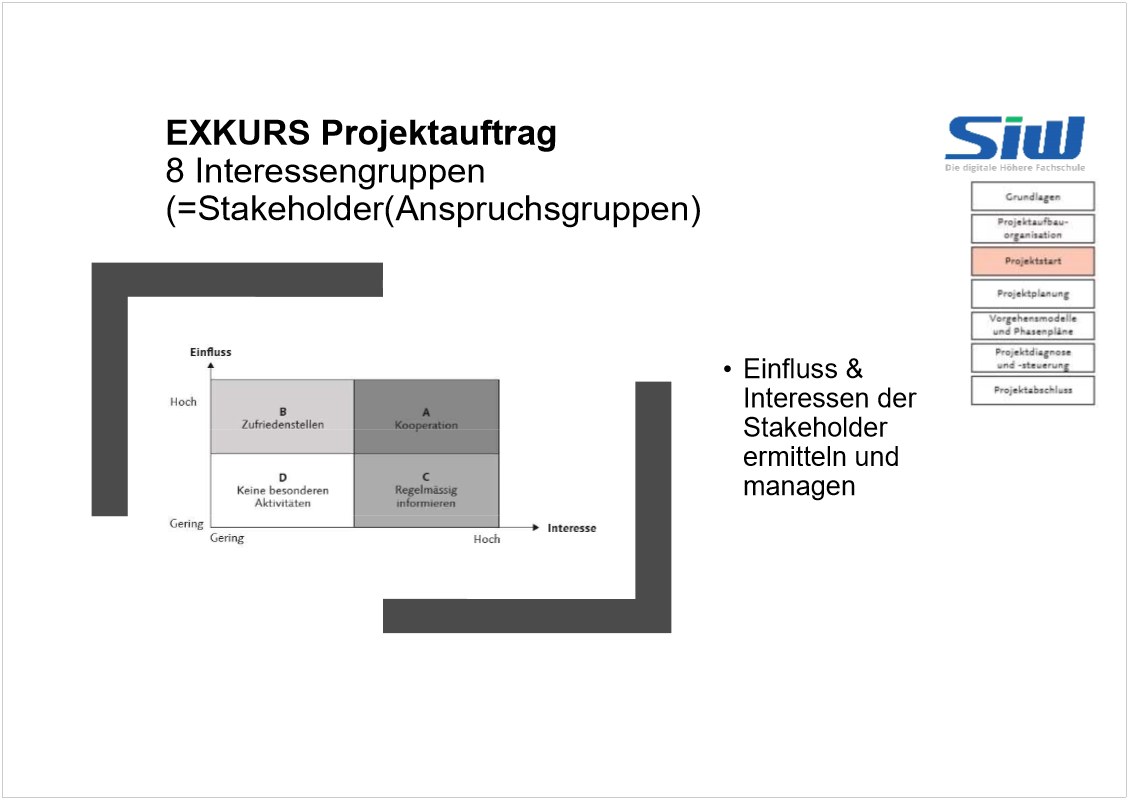 EXKURS Projektauftrag
8 Interessengruppen
(=Stakeholder(Anspruchsgruppen)
SiW
Die digitale Höhere Fachschule
Grundlagen
Projektaufbau-
organisation
Projektstart
Projektplanung
Vorgehensmodelle
und Phasenpläne
Projektdiagnose
und -steuerung
Projektabschluss
Einfluss
Hoch
B
Zufriedenstellen
A
Kooperation
D
Keine besonderen
Aktivitäten
C
Regelmässig
informieren
Gering
Gering
Hoch
Interesse
• Einfluss &
Interessen der
Stakeholder
ermitteln und
managen